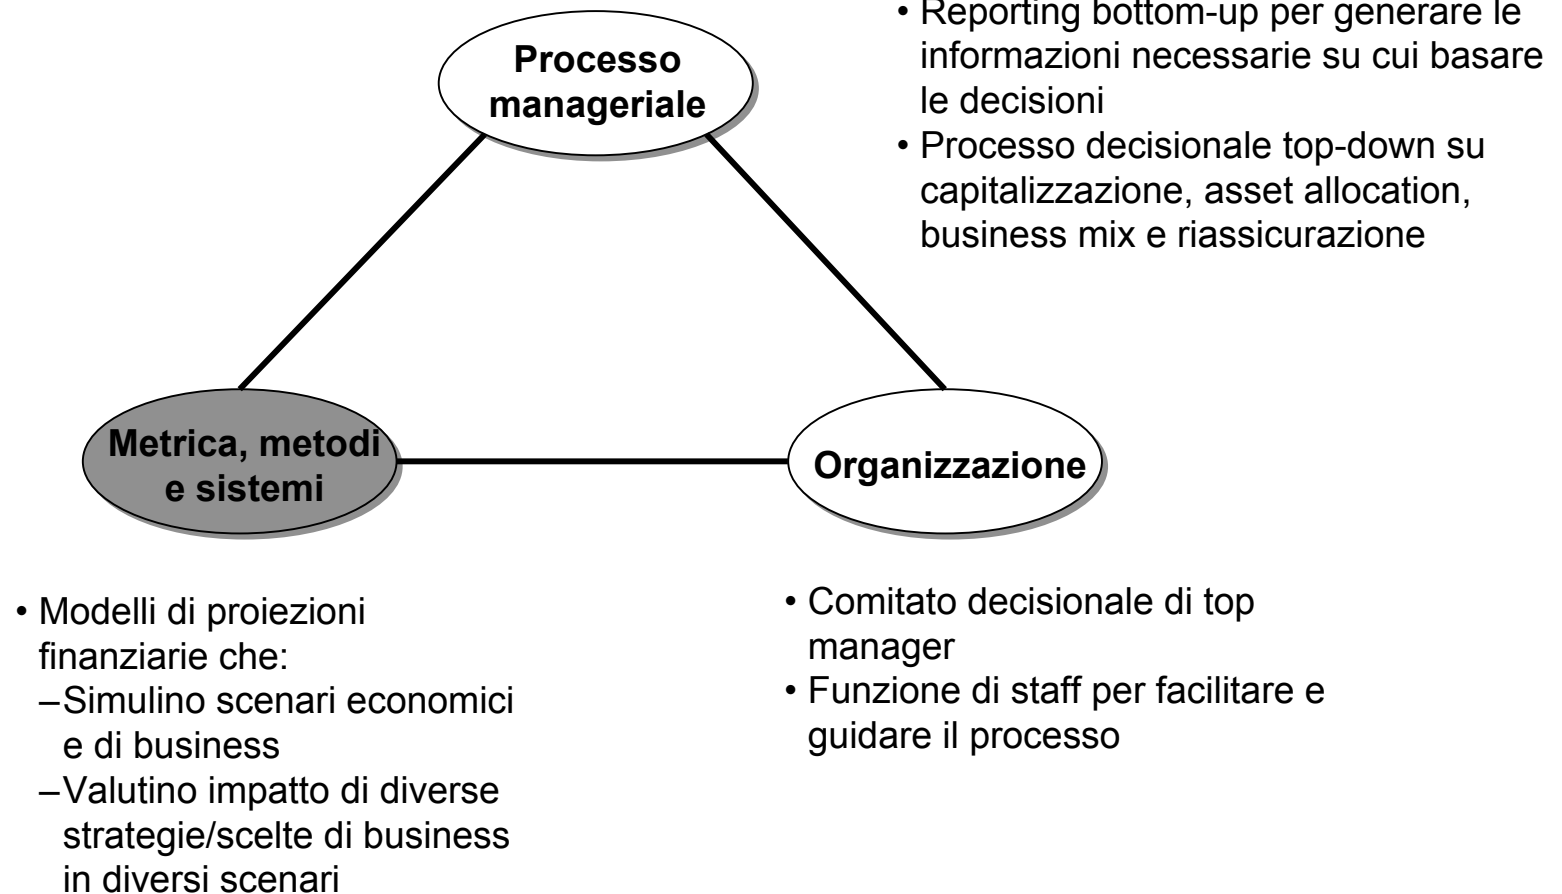 Processo
manageriale
• Reporting bottom-up per generare le
informazioni necessarie su cui basare
le decisioni
• Processo decisionale top-down su
capitalizzazione, asset allocation,
business mix e riassicurazione
Metrica, metodi
e sistemi
Organizzazione
• Modelli di proiezioni
finanziarie che:
–Simulino scenari economici
e di business
–Valutino impatto di diverse
strategie/scelte di business
in diversi scenari
• Comitato decisionale di top
manager
• Funzione di staff per facilitare e
guidare il processo